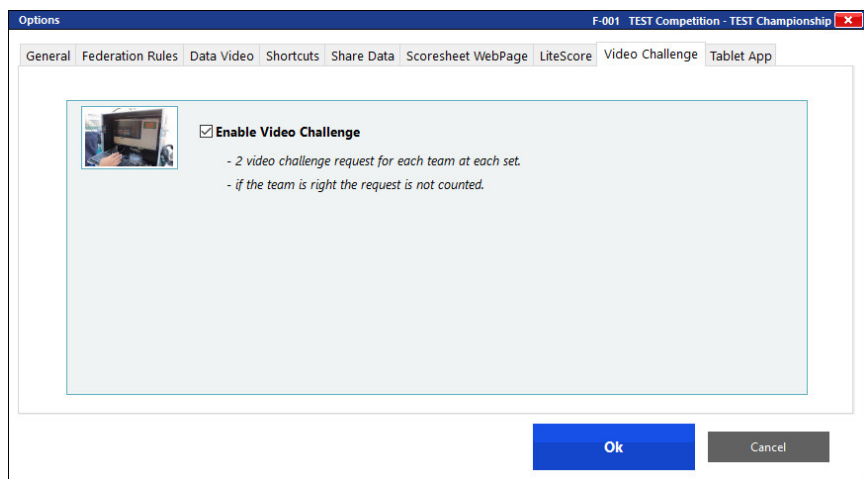 Options F-001 TEST Competition - TEST Championship
General Federation Rules Data Video Shortcuts Share Data Scoresheet WebPage LiteScore Video Challenge Tablet App
Enable Video Challenge
- 2 video challenge request for each team at each set.
- if the team is right the request is not counted.
Ok Cancel